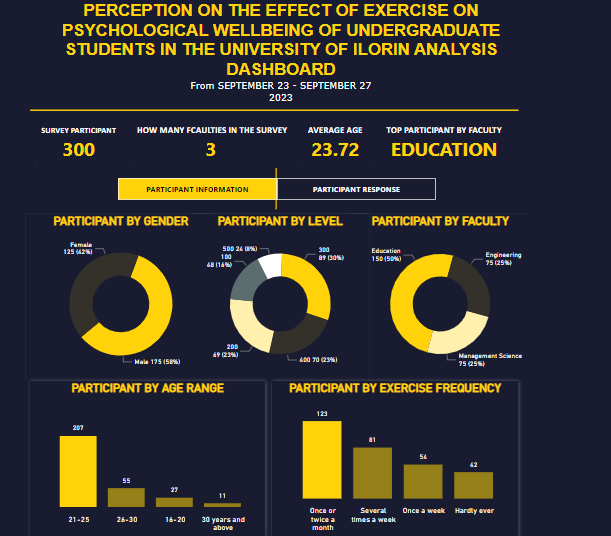 PERCEPTION ON THE EFFECT OF EXERCISE ON
PSYCHOLOGICAL WELLBEING OF UNDERGRADUATE
STUDENTS IN THE UNIVERSITY OF ILORIN ANALYSIS
DASHBOARD
From SEPTEMBER 23 - SEPTEMBER 27
2023
SURVEY PARTICIPANT
300
HOW MANY FCAULTIES IN THE SURVEY
3
AVERAGE AGE
23.72
TOP PARTICIPANT BY FACULTY
EDUCATION
PARTICIPANT INFORMATION
PARTICIPANT RESPONSE
PARTICIPANT BY GENDER
Female
125 (42%)
Male 175 (58%)
PARTICIPANT BY LEVEL
500 24 (8%)
100
48 (16%)
300
89 (30%)
200
69 (23%)
400 70 (23%)
PARTICIPANT BY FACULTY
Education
150 (50%)
Engineering
75 (25%)
Management Science
75 (25%)
PARTICIPANT BY AGE RANGE
207
55
27
11
21-25
26-30
16-20
30 years and
above
PARTICIPANT BY EXERCISE FREQUENCY
123
81
54
42
Once or
twice a
month
Several
times a week
Once a week
Hardly ever